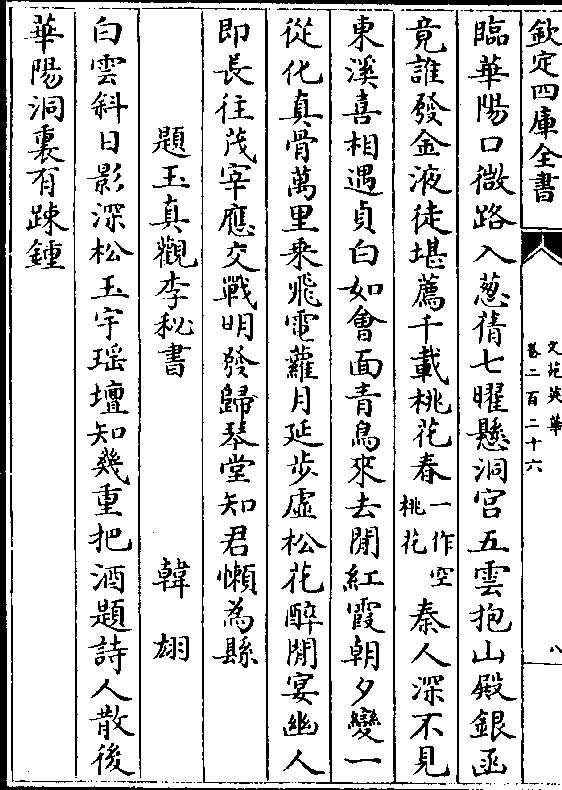 欽定四庫全書
文苑英華
卷二百二十六
八
臨華陽口微路入葱蒨七曜懸洞宫五雲抱山殿銀函
竟誰發金液徒堪薦千載桃花春一作空桃花秦人深不見
東溪喜相遇貞白如會面青鳥來去閒紅霞朝夕變一
從化真骨萬里乘飛電蘿月延步虛松花醉閒宴幽人
即長往茂宰應交戰明發歸琴堂知君懶為縣
題玉真觀李秘書 韓翃
白雲斜日影深松玉宇瑶壇知幾重把酒題詩人散後
華陽洞裏有踈鍾